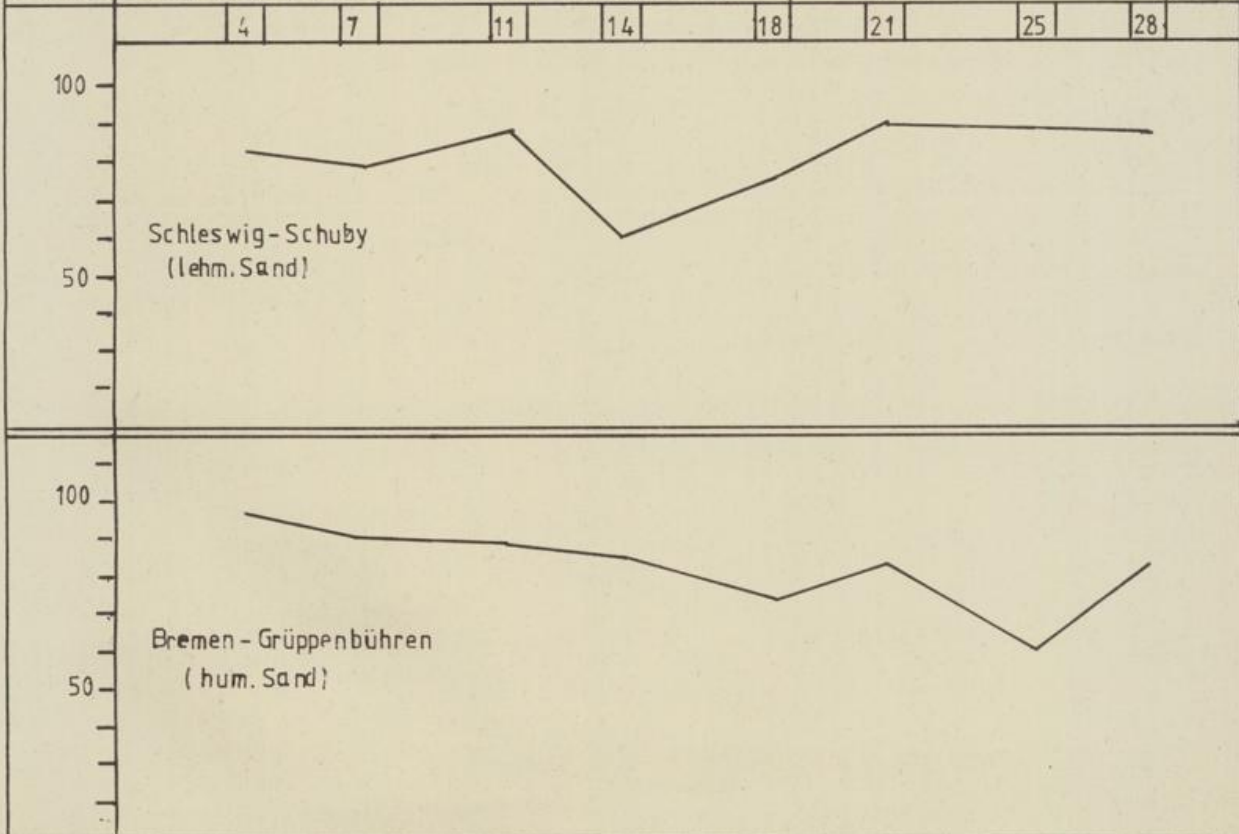 4 7 11 14 18 21 25 28
100
Schleswig-Schuby
(lehm. Sand)
50
100
Bremen-Grüppenbühren
(hum. Sand)
50